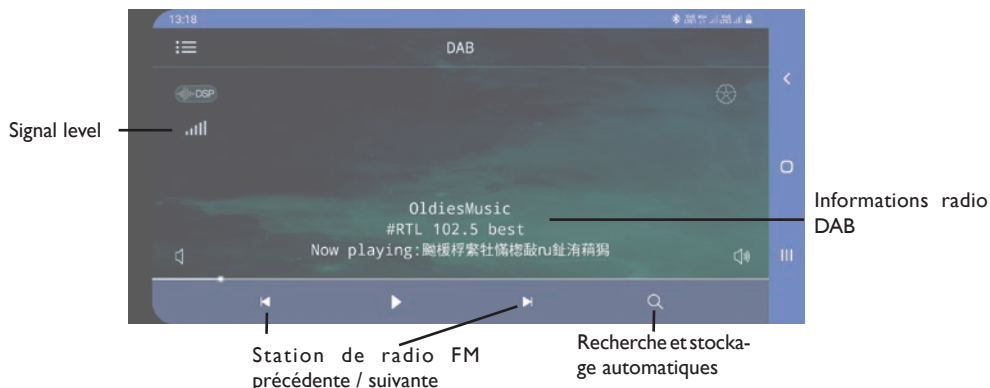 13:18
DAB
DSP
Signal level
OldiesMusic
#RTL 102.5 best
Now playing:
Informations radio
DAB
Station de radio FM
précédente / suivante
Recherche et stocka-
ge automatiques